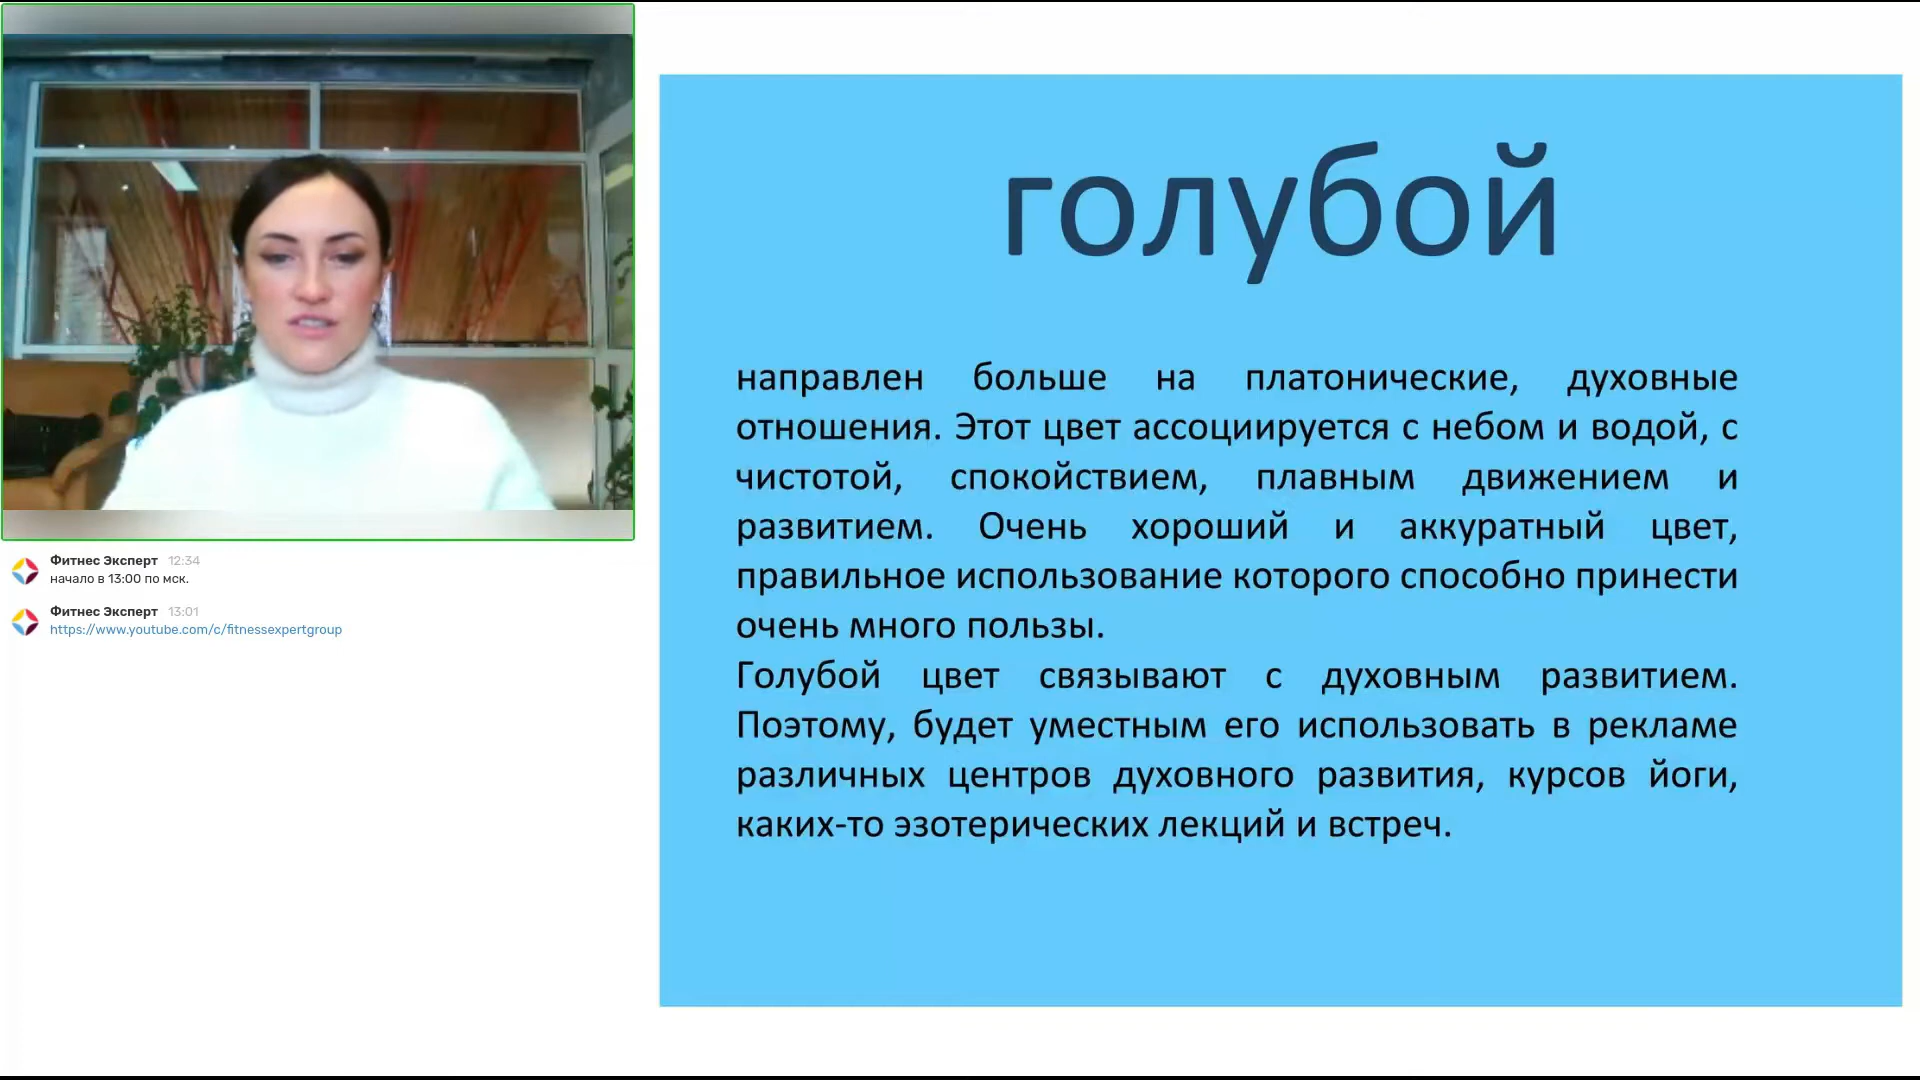 голубой
направлен больше на платонические, духовные
отношения. Этот цвет ассоциируется с небом и водой, с
чистотой, спокойствием, плавным движением и
развитием. Очень хороший и аккуратный цвет,
правильное использование которого способно принести
очень много пользы.
Голубой цвет связывают с духовным развитием.
Поэтому, будет уместным его использовать в рекламе
различных центров духовного развития, курсов йоги,
каких-то эзотерических лекций и встреч.
Фитнес Эксперт 12:34
начало в 13:00 по мск.
Фитнес Эксперт 13:01
https://www.youtube.com/c/fitnessexpertgroup